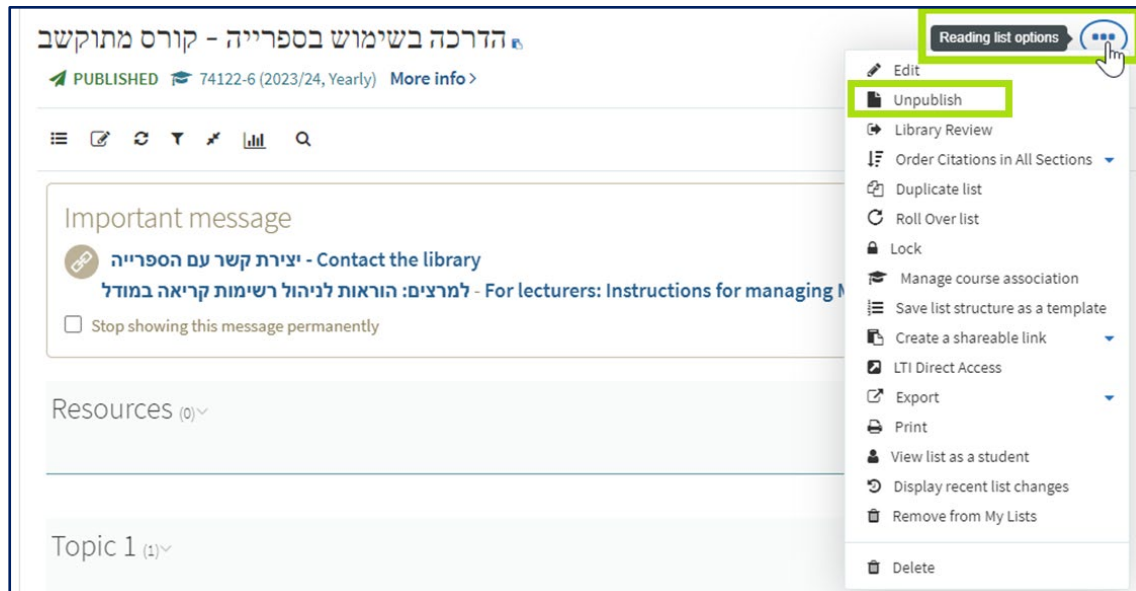 הדרכה בשימוש בספרייה - קורס מתוקשב
Reading list options
PUBLISHED 74122-6 (2023/24, Yearly) More info >
Important message
יצירת קשר עם הספרייה - Contact the library
למרצים: הוראות לניהול רשימות קריאה במודל - For lecturers: Instructions for managing
Stop showing this message permanently
Resources (0)
Topic 1 (1)
Edit
Unpublish
Library Review
Order Citations in All Sections
Duplicate list
Roll Over list
Lock
Manage course association
Save list structure as a template
Create a shareable link
LTI Direct Access
Export
Print
View list as a student
Display recent list changes
Remove from My Lists
Delete